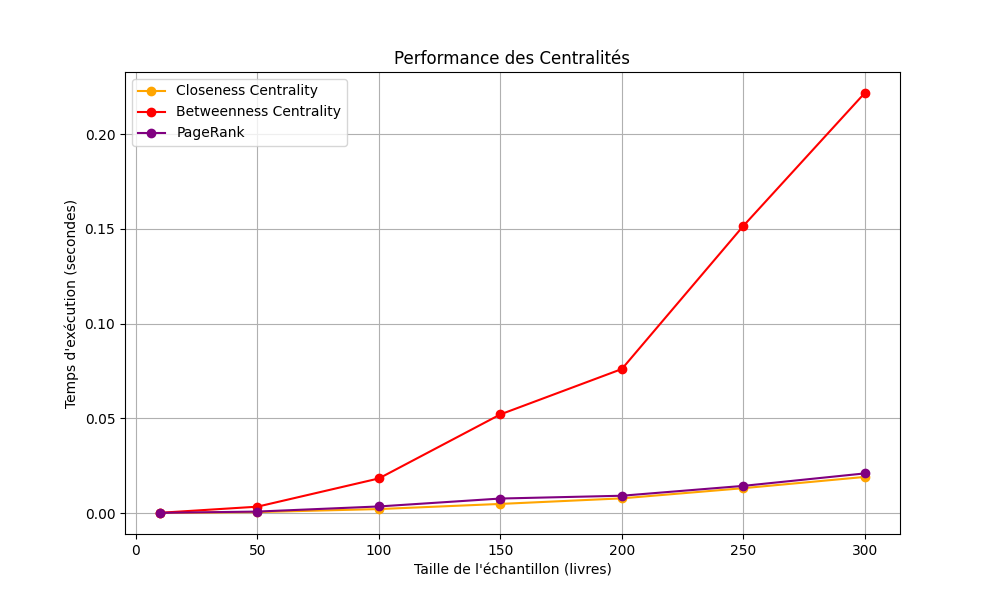 Performance des Centralités
Closeness Centrality
Betweenness Centrality
PageRank
Temps d'exécution (secondes)
0.20
0.15
0.10
0.05
0.00
0 50 100 150 200 250 300
Taille de l'échantillon (livres)